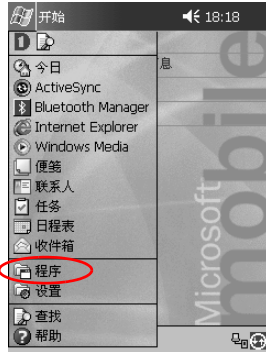 开始 18:18
D
今日
息
ActiveSync
Bluetooth Manager
Internet Explorer
Windows Media
便笺
联系人
任务
日程表
收件箱
程序
设置
查找
帮助
Microsoft
mobile